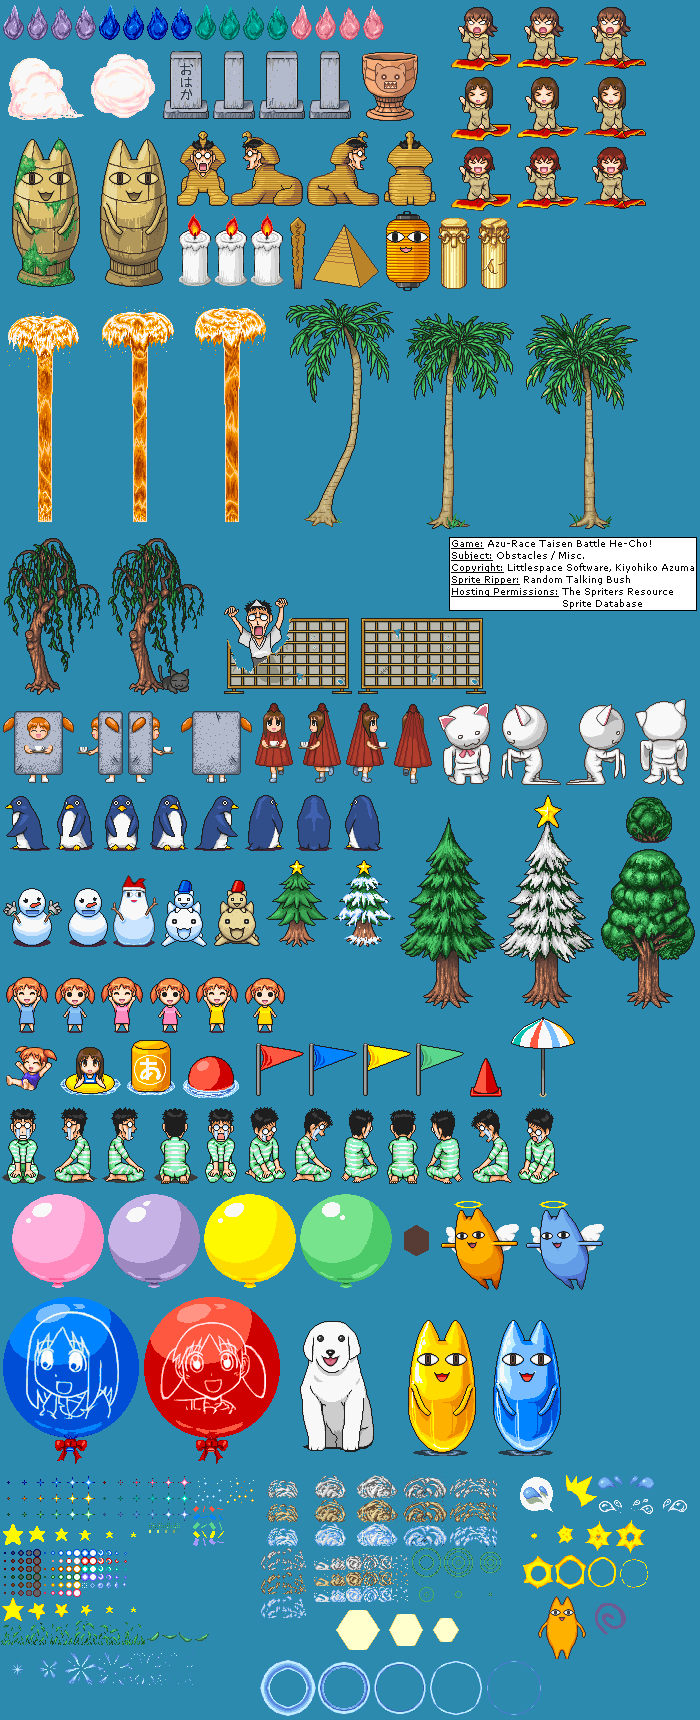 おはか
Game: Azu-Race Taisen Battle He-Cho!
Subject: Obstacles / Misc.
Copyright: Littlespace Software, Kiyohiko Azuma
Sprite Ripper: Random Talking Bush
Hosting Permissions: The Spriters Resource
Sprite Database
あ